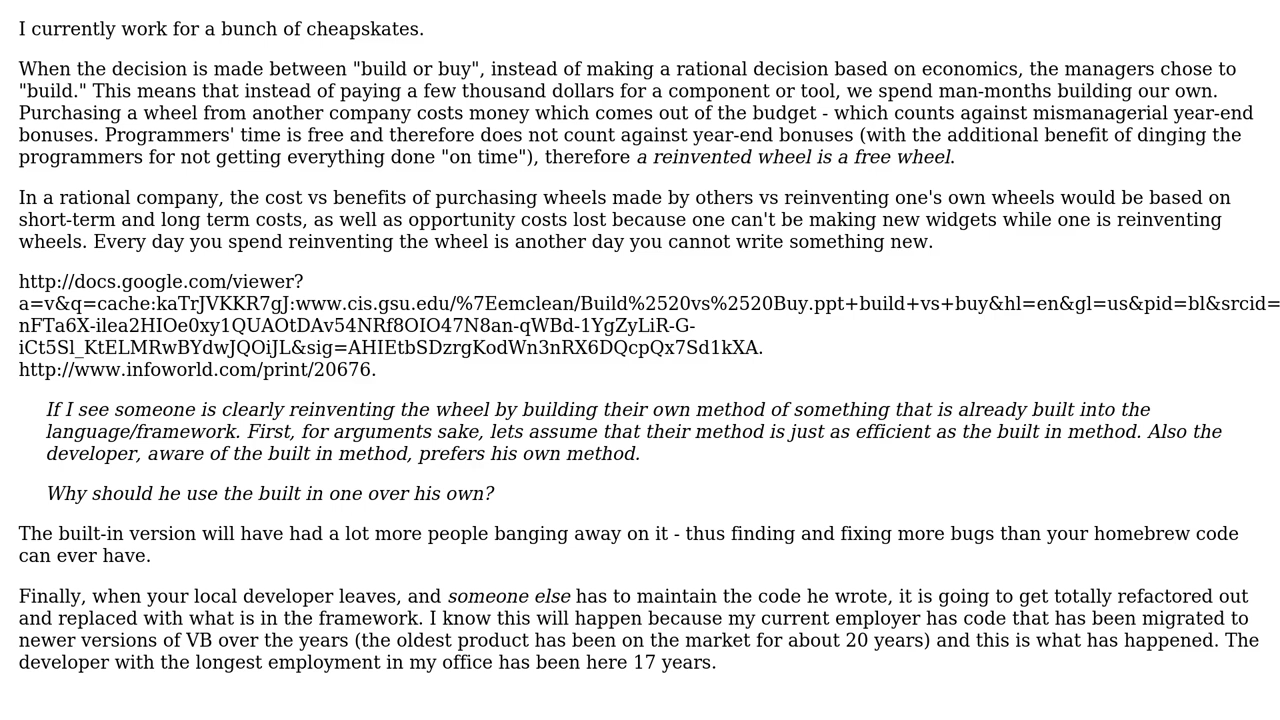 I currently work for a bunch of cheapskates.
When the decision is made between "build or buy", instead of making a rational decision based on economics, the managers chose to
"build." This means that instead of paying a few thousand dollars for a component or tool, we spend man-months building our own.
Purchasing a wheel from another company costs money which comes out of the budget - which counts against mismanagerial year-end
bonuses. Programmers' time is free and therefore does not count against year-end bonuses (with the additional benefit of dinging the
programmers for not getting everything done "on time"), therefore a reinvented wheel is a free wheel.
In a rational company, the cost vs benefits of purchasing wheels made by others vs reinventing one's own wheels would be based on
short-term and long term costs, as well as opportunity costs lost because one can't be making new widgets while one is reinventing
wheels. Every day you spend reinventing the wheel is another day you cannot write something new.
http://docs.google.com/viewer?
a=v&q=cache:kaTrJVKKR7gJ:www.cis.gsu.edu/%7Eemclean/Build%2520vs%2520Buy.ppt+build+vs+buy&hl=en&gl=us&pid=bl&srcid=
nFTa6X-ilea2HIOe0xy1QUAOtDAv54NRf8OIO47N8an-qWBd-1YgZyLiR-G-
iCt5Sl_KtELMRwBYdwJQOiJL&sig=AHIEtbSDzrgKodWn3nRX6DQcpQx7Sd1kXA.
http://www.infoworld.com/print/20676.
If I see someone is clearly reinventing the wheel by building their own method of something that is already built into the
language/framework. First, for arguments sake, lets assume that their method is just as efficient as the built in method. Also the
developer, aware of the built in method, prefers his own method.
Why should he use the built in one over his own?
The built-in version will have had a lot more people banging away on it - thus finding and fixing more bugs than your homebrew code
can ever have.
Finally, when your local developer leaves, and someone else has to maintain the code he wrote, it is going to get totally refactored out
and replaced with what is in the framework. I know this will happen because my current employer has code that has been migrated to
newer versions of VB over the years (the oldest product has been on the market for about 20 years) and this is what has happened. The
developer with the longest employment in my office has been here 17 years.